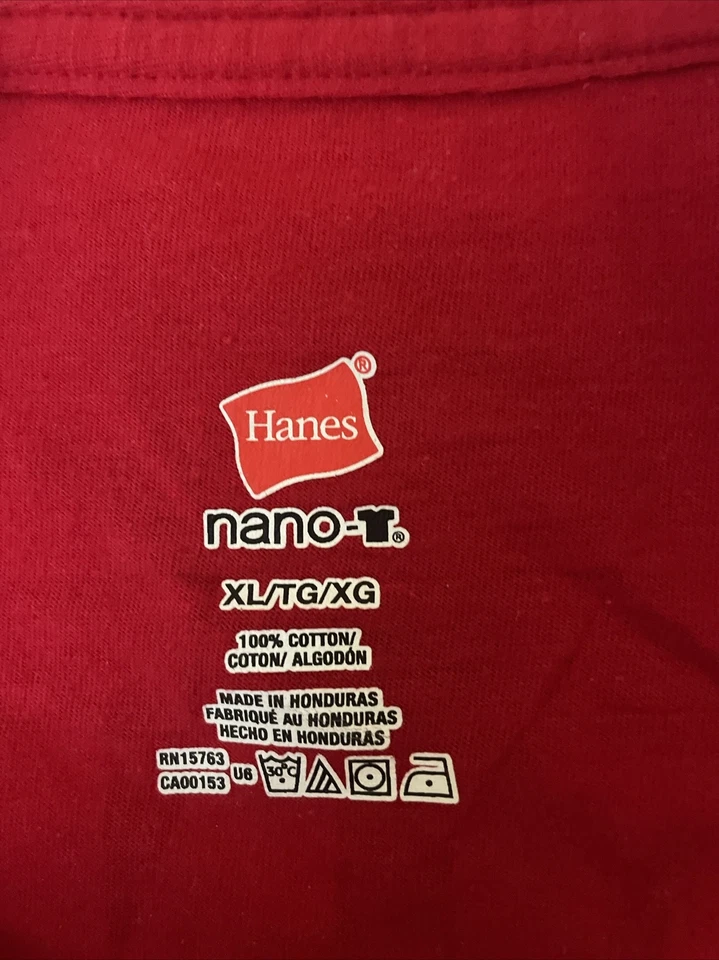 Hanes®
nano-T®
XL/TG/XG
100% COTTON/
COTON/ ALGODÓN
MADE IN HONDURAS
FABRIQUÉ AU HONDURAS
HECHO EN HONDURAS
RN15763
CA00153
U6
30°C